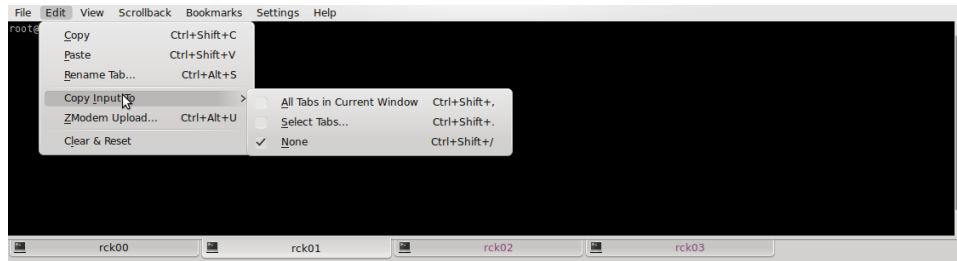 File Edit View Scrollback Bookmarks Settings Help
root@
Copy Ctrl+Shift+C
Paste Ctrl+Shift+V
Rename Tab... Ctrl+Alt+S
Copy Input To >
ZModem Upload... Ctrl+Alt+U
Clear & Reset
All Tabs in Current Window Ctrl+Shift+,
Select Tabs... Ctrl+Shift+.
None Ctrl+Shift+/
rck00 rck01 rck02 rck03